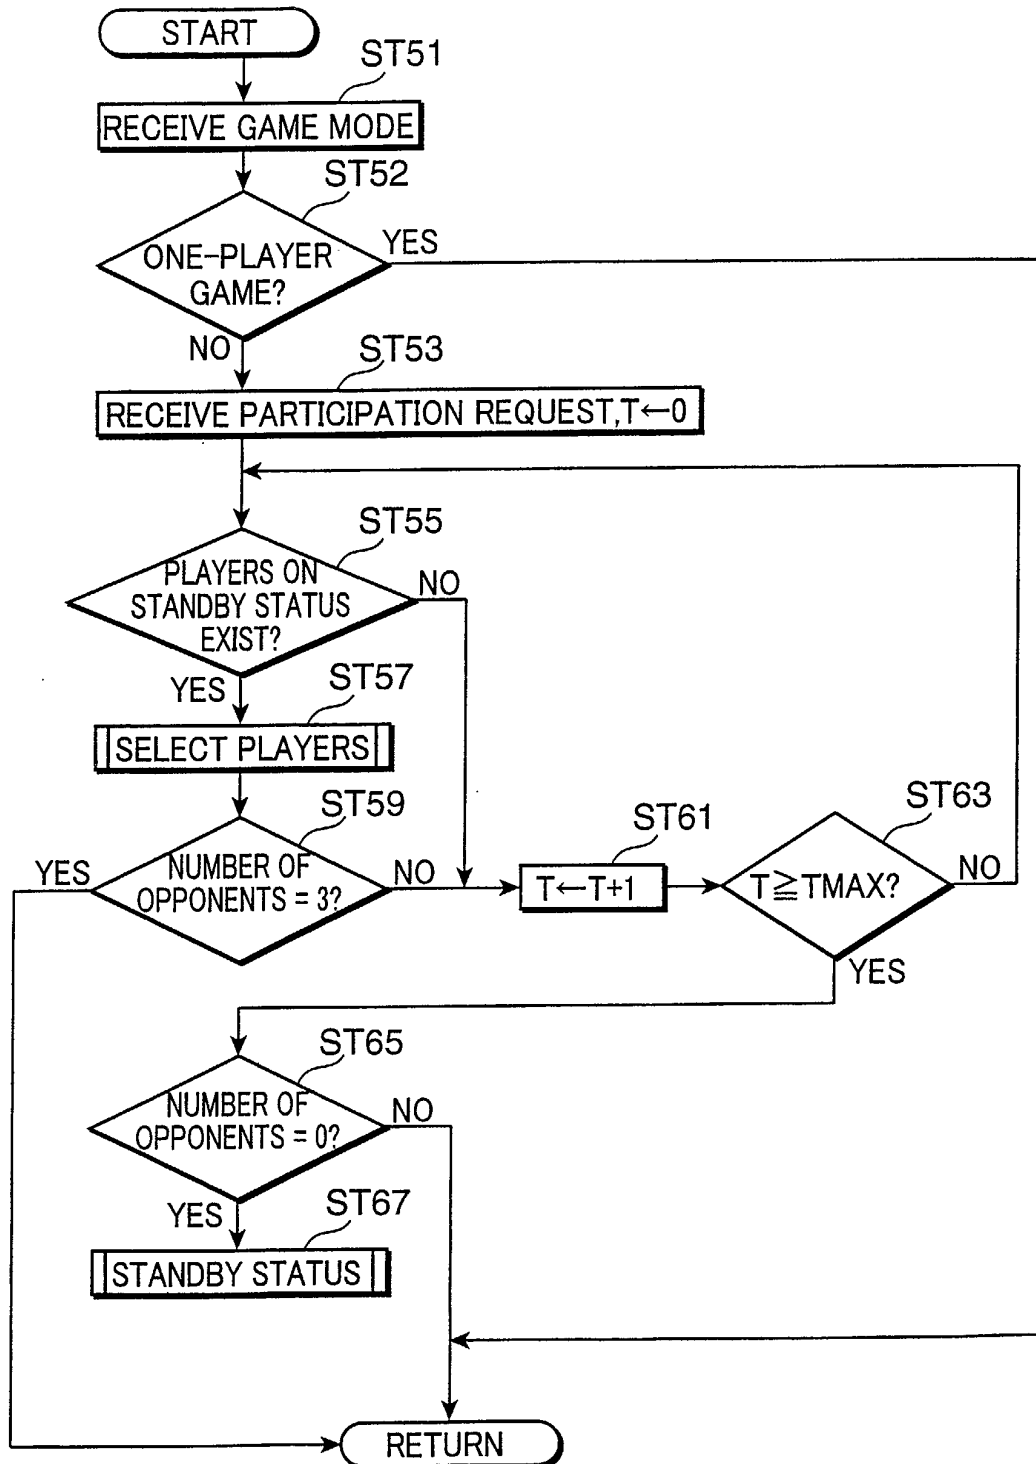 START
ST51
RECEIVE GAME MODE
ST52
ONE-PLAYER
GAME?
YES
NO
ST53
RECEIVE PARTICIPATION REQUEST,T←0
ST55
PLAYERS ON
STANDBY STATUS
EXIST?
NO
YES
ST57
SELECT PLAYERS
ST59
NUMBER OF
OPPONENTS = 3?
YES
NO
ST61
T←T+1
ST63
T≧TMAX?
NO
YES
ST65
NUMBER OF
OPPONENTS = 0?
NO
YES
ST67
STANDBY STATUS
RETURN